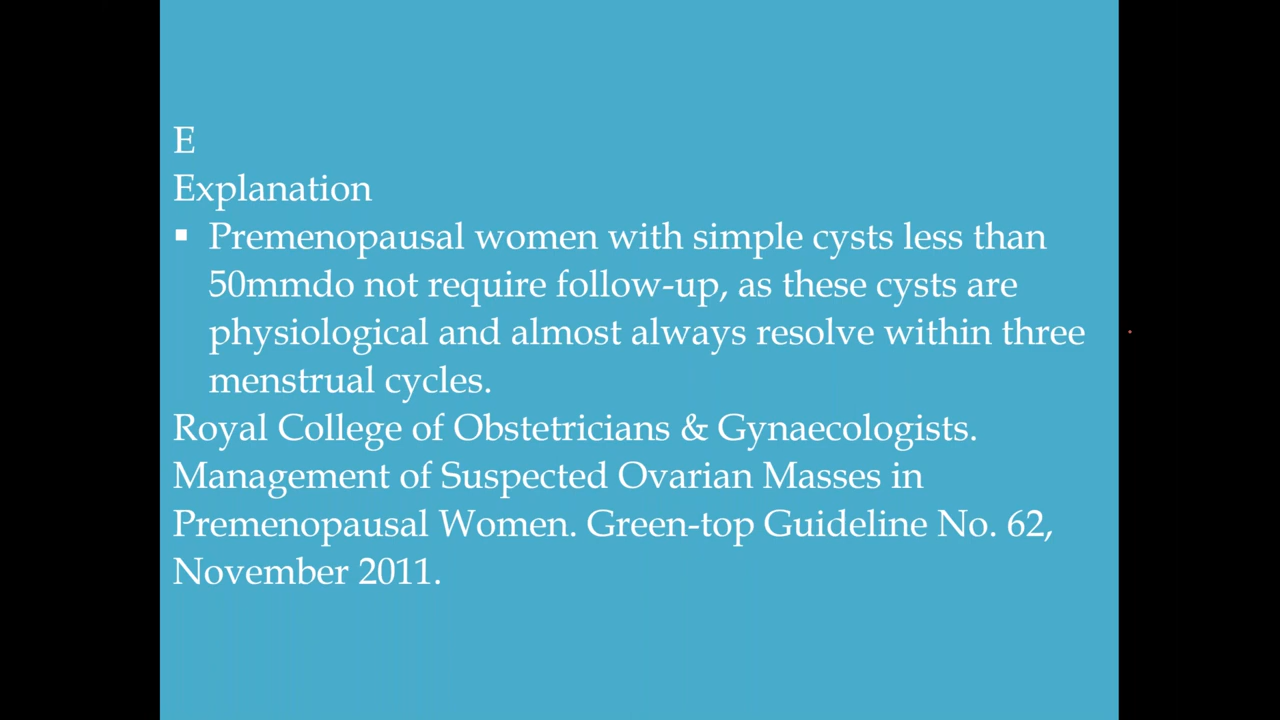 E
Explanation
▪ Premenopausal women with simple cysts less than
50mmdo not require follow-up, as these cysts are
physiological and almost always resolve within three
menstrual cycles.
Royal College of Obstetricians & Gynaecologists.
Management of Suspected Ovarian Masses in
Premenopausal Women. Green-top Guideline No. 62,
November 2011.